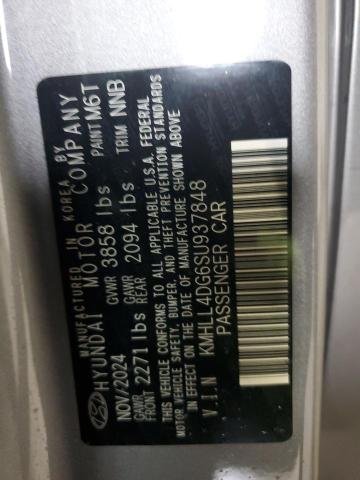 MANUFACTURED IN KOREA BY
HYUNDAI MOTOR COMPANY
NOV/2024 GVWR 3858 lbs PAINT M6T
GAWR FRONT 2271 lbs GAWR REAR 2094 lbs TRIM NNB
THIS VEHICLE CONFORMS TO ALL APPLICABLE U.S.A. FEDERAL
MOTOR VEHICLE SAFETY, BUMPER, AND THEFT PREVENTION STANDARDS
IN EFFECT ON THE DATE OF MANUFACTURE SHOWN ABOVE
V.I.N KMHLL4DG6SU937848
PASSENGER CAR